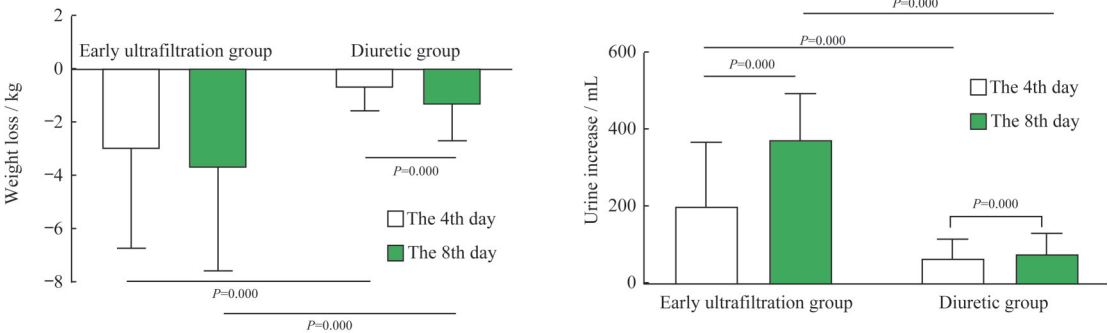 2
Early ultrafiltration group
Diuretic group
0
−2
−4
−6
−8
Weight loss / kg
P=0.000
The 4th day
The 8th day
P=0.000
P=0.000
P=0.000
P=0.000
P=0.000
600
400
200
0
Urine increase / mL
The 4th day
The 8th day
P=0.000
Early ultrafiltration group
Diuretic group